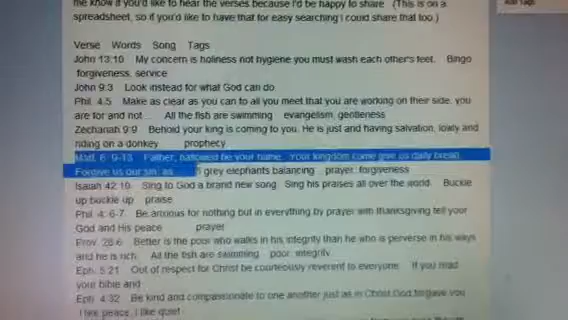 me know if you'd like to hear the verses because I'd be happy to share. (This is on a
spreadsheet, so if you'd like to have that for easy searching I could share that too.)
Verse Words Song Tags
John 13:10 My concern is holiness not hygiene you must wash each other's feet. Bingo
forgiveness, service
John 9:3 Look instead for what God can do
Phil. 4:5 Make as clear as you can to all you meet that you are working on their side, you
are for and not ... All the fish are swimming evangelism, gentleness
Zechariah 9:9 Behold your king is coming to you. He is just and having salvation, lowly and
riding on a donkey prophecy
Matt. 6: 9-13 Father, hallowed be your name. Your kingdom come give us daily bread.
Forgive us our sin, as grey elephants balancing prayer, forgiveness
Isaiah 42:10 Sing to God a brand new song Sing his praises all over the world. Buckle
up buckle up praise
Phil. 4: 6-7 Be anxious for nothing but in everything by prayer with thanksgiving tell your
God and His peace prayer
Prov. 28:6 Better is the poor who walks in his integrity than he who is perverse in his ways
and he is rich. All the fish are swimming poor, integrity
Eph. 5:21 Out of respect for Christ be courteously reverent to everyone. If you read
your bible and
Eph. 4:32 Be kind and compassionate to one another just as in Christ God forgave you
I like peace, I like quiet
Add Tags